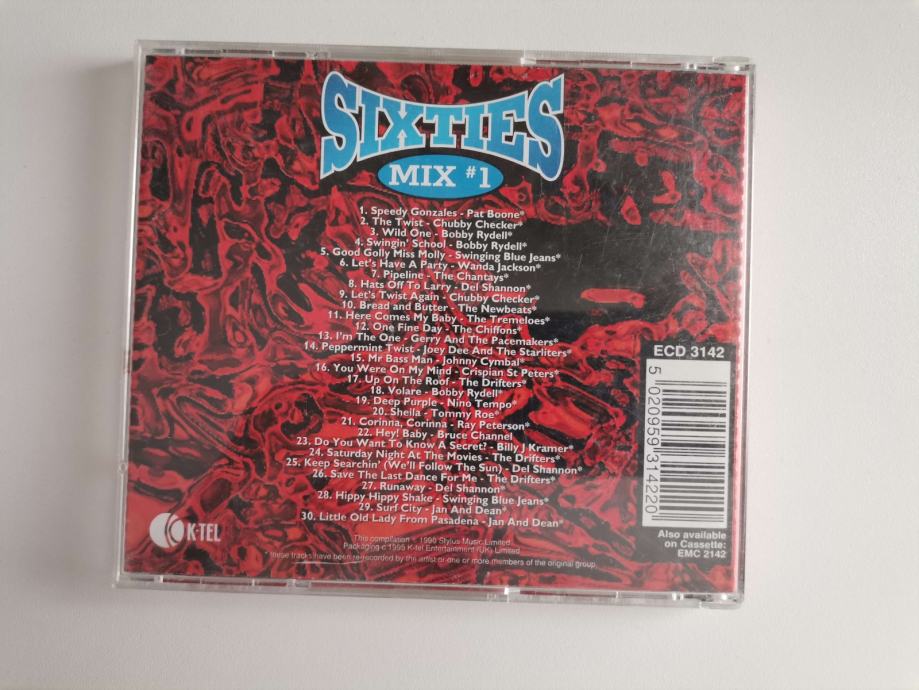 SIXTIES
MIX #1
1. Speedy Gonzales - Pat Boone*
2. The Twist - Chubby Checker*
3. Wild One - Bobby Rydell*
4. Swingin' School - Bobby Rydell*
5. Good Golly Miss Molly - Swinging Blue Jeans*
6. Let's Have A Party - Wanda Jackson*
7. Pipeline - The Chantays*
8. Hats Off To Larry - Del Shannon*
9. Let's Twist Again - Chubby Checker*
10. Bread and Butter - The Newbeats*
11. Here Comes My Baby - The Tremeloes*
12. One Fine Day - The Chiffons*
13. I'm The One - Gerry And The Pacemakers*
14. Peppermint Twist - Joey Dee And The Starliters*
15. Mr Bass Man - Johnny Cymbal*
16. You Were On My Mind - Crispian St Peters*
17. Up On The Roof - The Drifters*
18. Volare - Bobby Rydell*
19. Deep Purple - Nino Tempo*
20. Sheila - Tommy Roe*
21. Corinna, Corinna - Ray Peterson*
22. Hey! Baby - Bruce Channel
23. Do You Want To Know A Secret? - Billy J Kramer*
24. Saturday Night At The Movies - The Drifters*
25. Keep Searchin' (We'll Follow The Sun) - Del Shannon*
26. Save The Last Dance For Me - The Drifters*
27. Runaway - Del Shannon*
28. Hippy Hippy Shake - Swinging Blue Jeans*
29. Surf City - Jan And Dean*
30. Little Old Lady From Pasadena - Jan And Dean*
This compilation c 1990 Stylus Music Limited
Packaging c 1995 K-tel Entertainment (UK) Limited
* these tracks have been re-recorded by the artist or one or more members of the original group.
K-TEL
ECD 3142
5 020959 314220
Also available
on Cassette:
EMC 2142